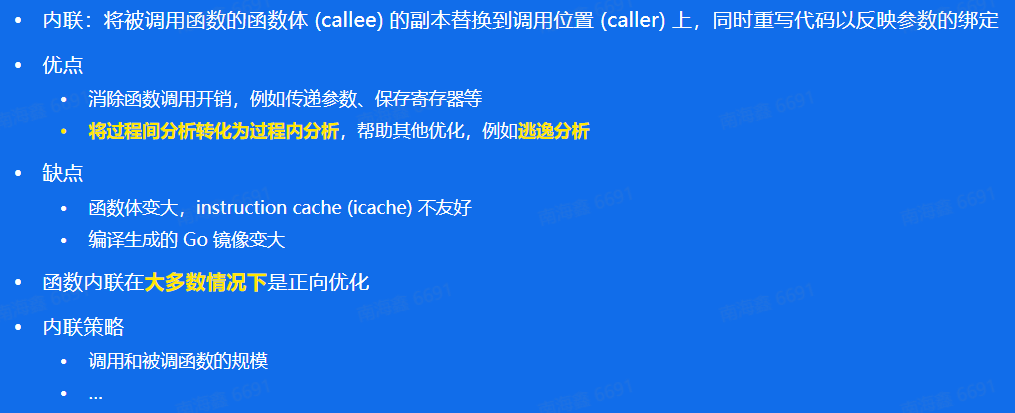 • 内联：将被调用函数的函数体 (callee) 的副本替换到调用位置 (caller) 上，同时重写代码以反映参数的绑定
• 优点
• 消除函数调用开销，例如传递参数、保存寄存器等
• 将过程间分析转化为过程内分析，帮助其他优化，例如逃逸分析
• 缺点
• 函数体变大，instruction cache (icache) 不友好
• 编译生成的 Go 镜像变大
• 函数内联在大多数情况下是正向优化
• 内联策略
• 调用和被调函数的规模
• ...